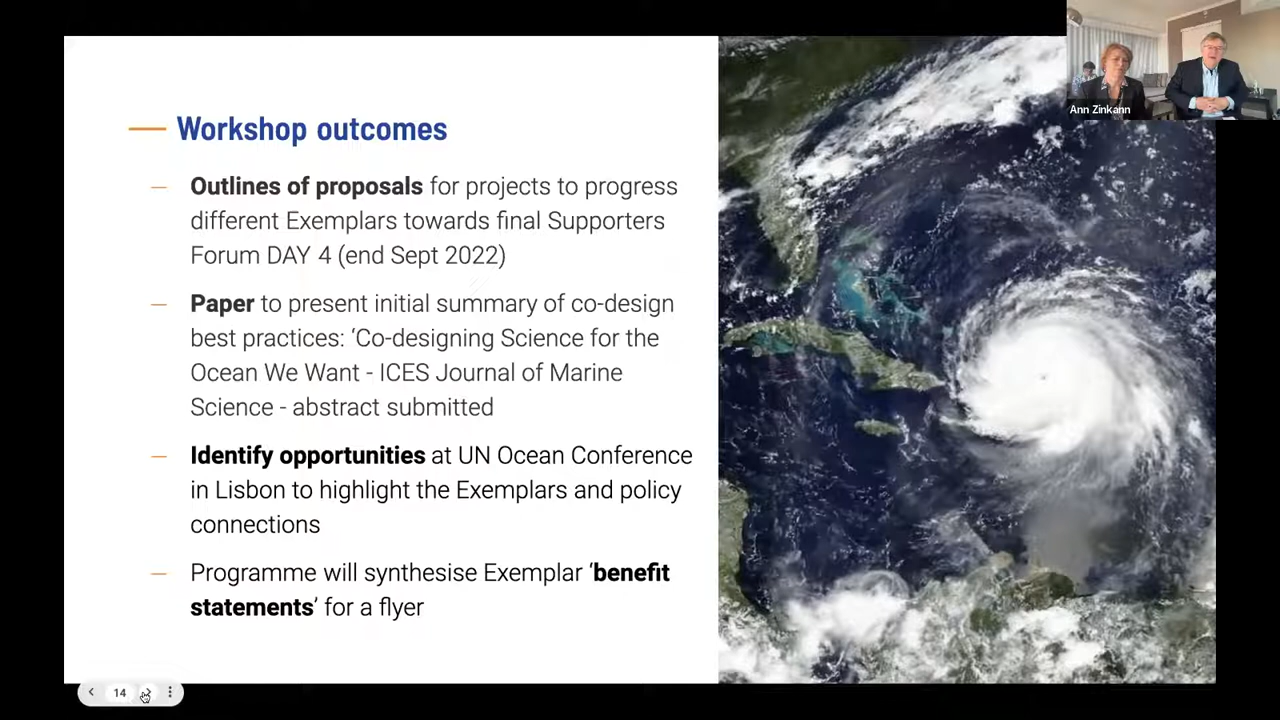 Ann Zinkann
Workshop outcomes
Outlines of proposals for projects to progress
different Exemplars towards final Supporters
Forum DAY 4 (end Sept 2022)
Paper to present initial summary of co-design
best practices: ‘Co-designing Science for the
Ocean We Want - ICES Journal of Marine
Science - abstract submitted
Identify opportunities at UN Ocean Conference
in Lisbon to highlight the Exemplars and policy
connections
Programme will synthesise Exemplar ‘benefit
statements’ for a flyer
14